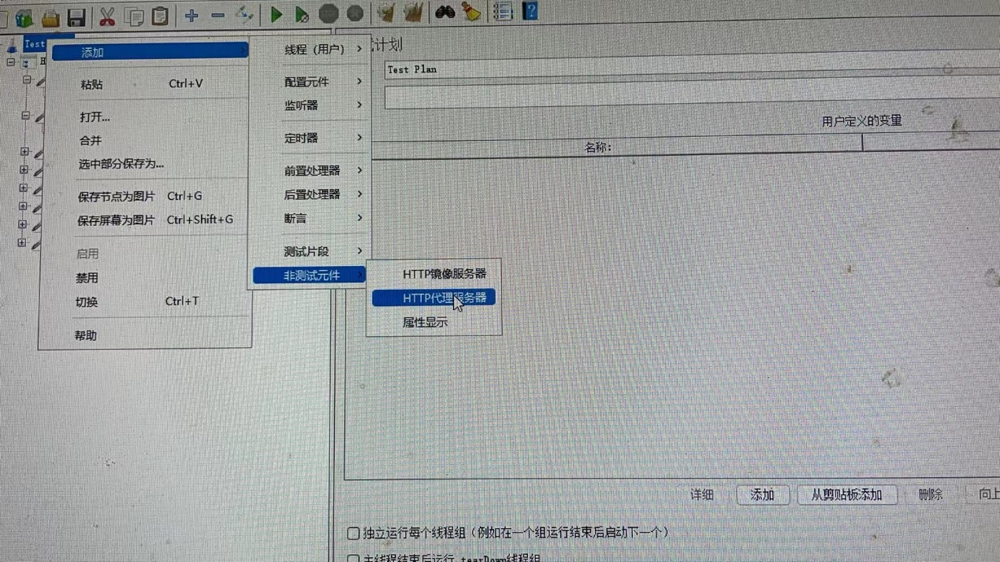 Test
添加
粘贴 Ctrl+V
打开...
合并
选中部分保存为...
保存节点为图片 Ctrl+G
保存屏幕为图片 Ctrl+Shift+G
启用
禁用
切换 Ctrl+T
帮助
线程（用户）
配置元件
监听器
定时器
前置处理器
后置处理器
断言
测试片段
非测试元件
HTTP镜像服务器
HTTP代理服务器
属性显示
计划
Test Plan
用户定义的变量
名称:
详细 添加 从剪贴板添加 删除 向上
独立运行每个线程组（例如在一个组运行结束后启动下一个）
主线程结束后运行 tearDown线程组